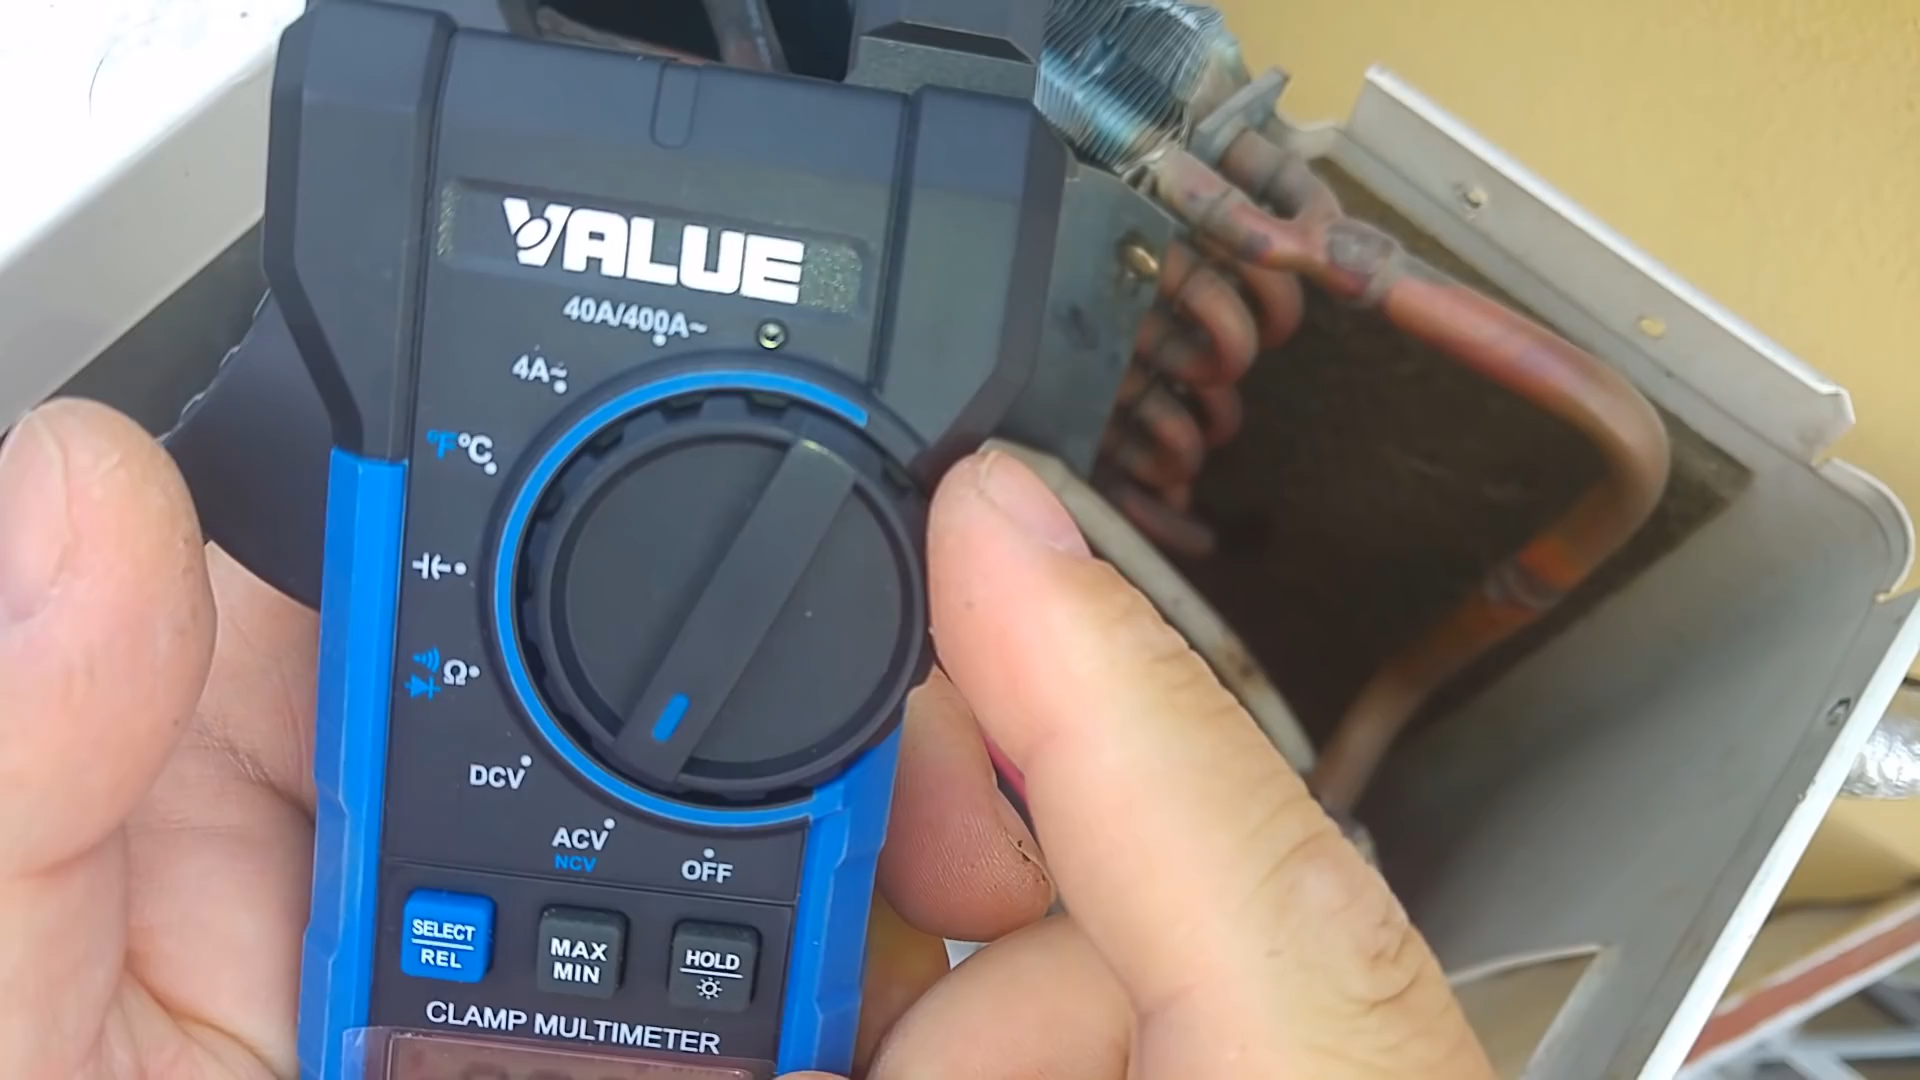 VALUE
40A/400A~
4A≂
°F°C
Ω
DCV
ACV
NCV
OFF
SELECT
REL
MAX
MIN
HOLD
CLAMP MULTIMETER